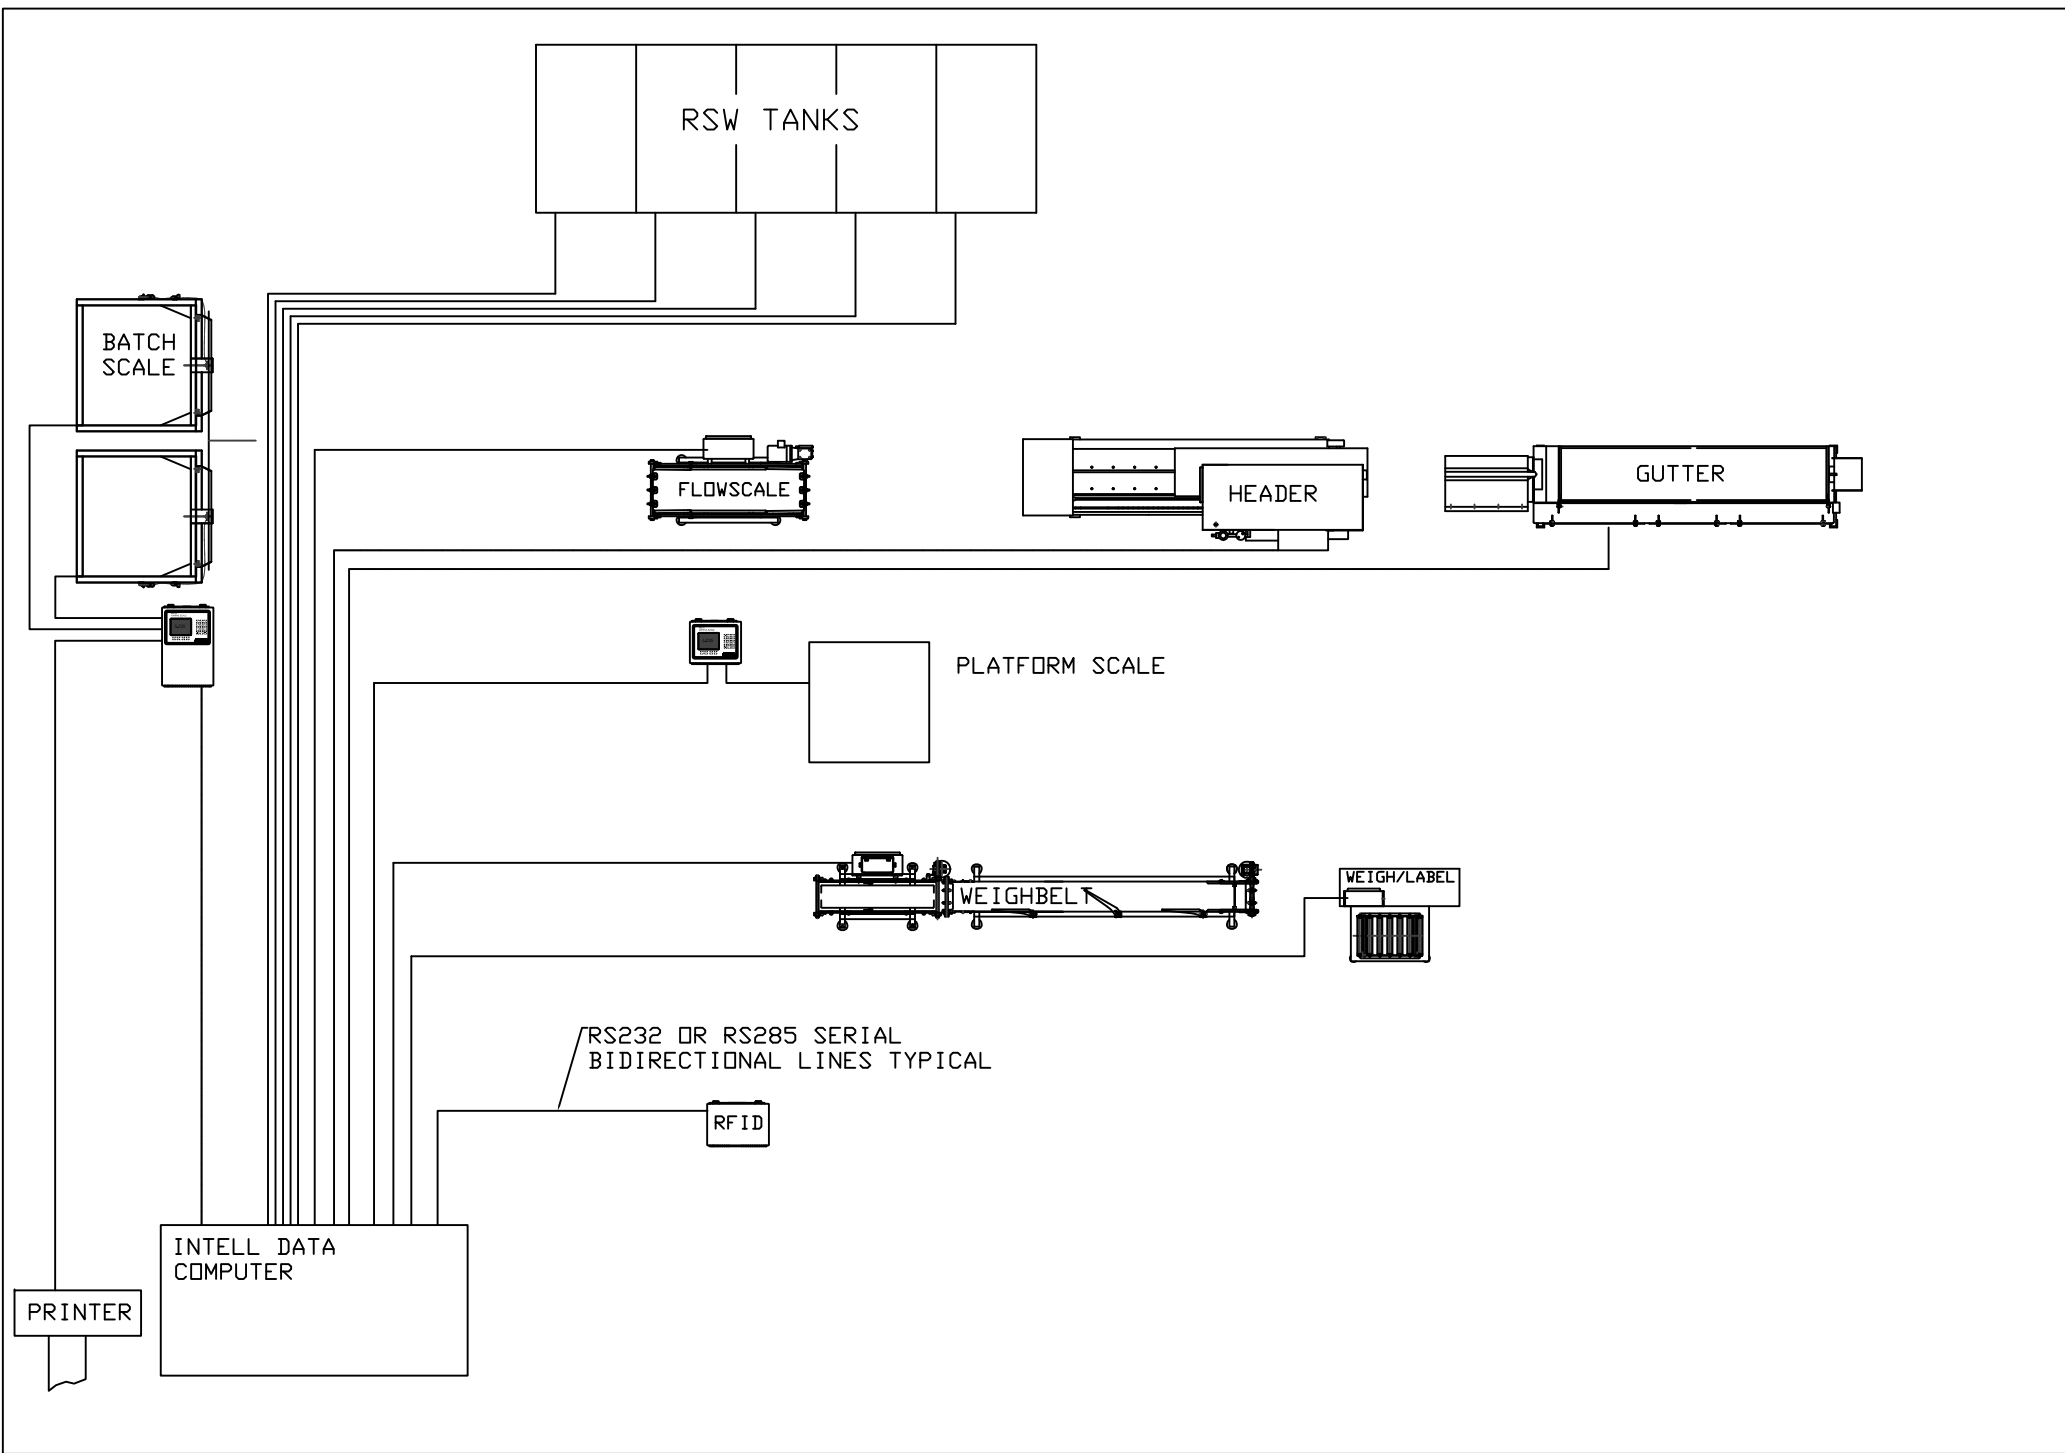 RSW TANKS
BATCH
SCALE
FLOWSCALE
HEADER
GUTTER
PLATFORM SCALE
WEIGHBELT
WEIGH/LABEL
RS232 OR RS285 SERIAL
BIDIRECTIONAL LINES TYPICAL
RFID
INTELL DATA
COMPUTER
PRINTER